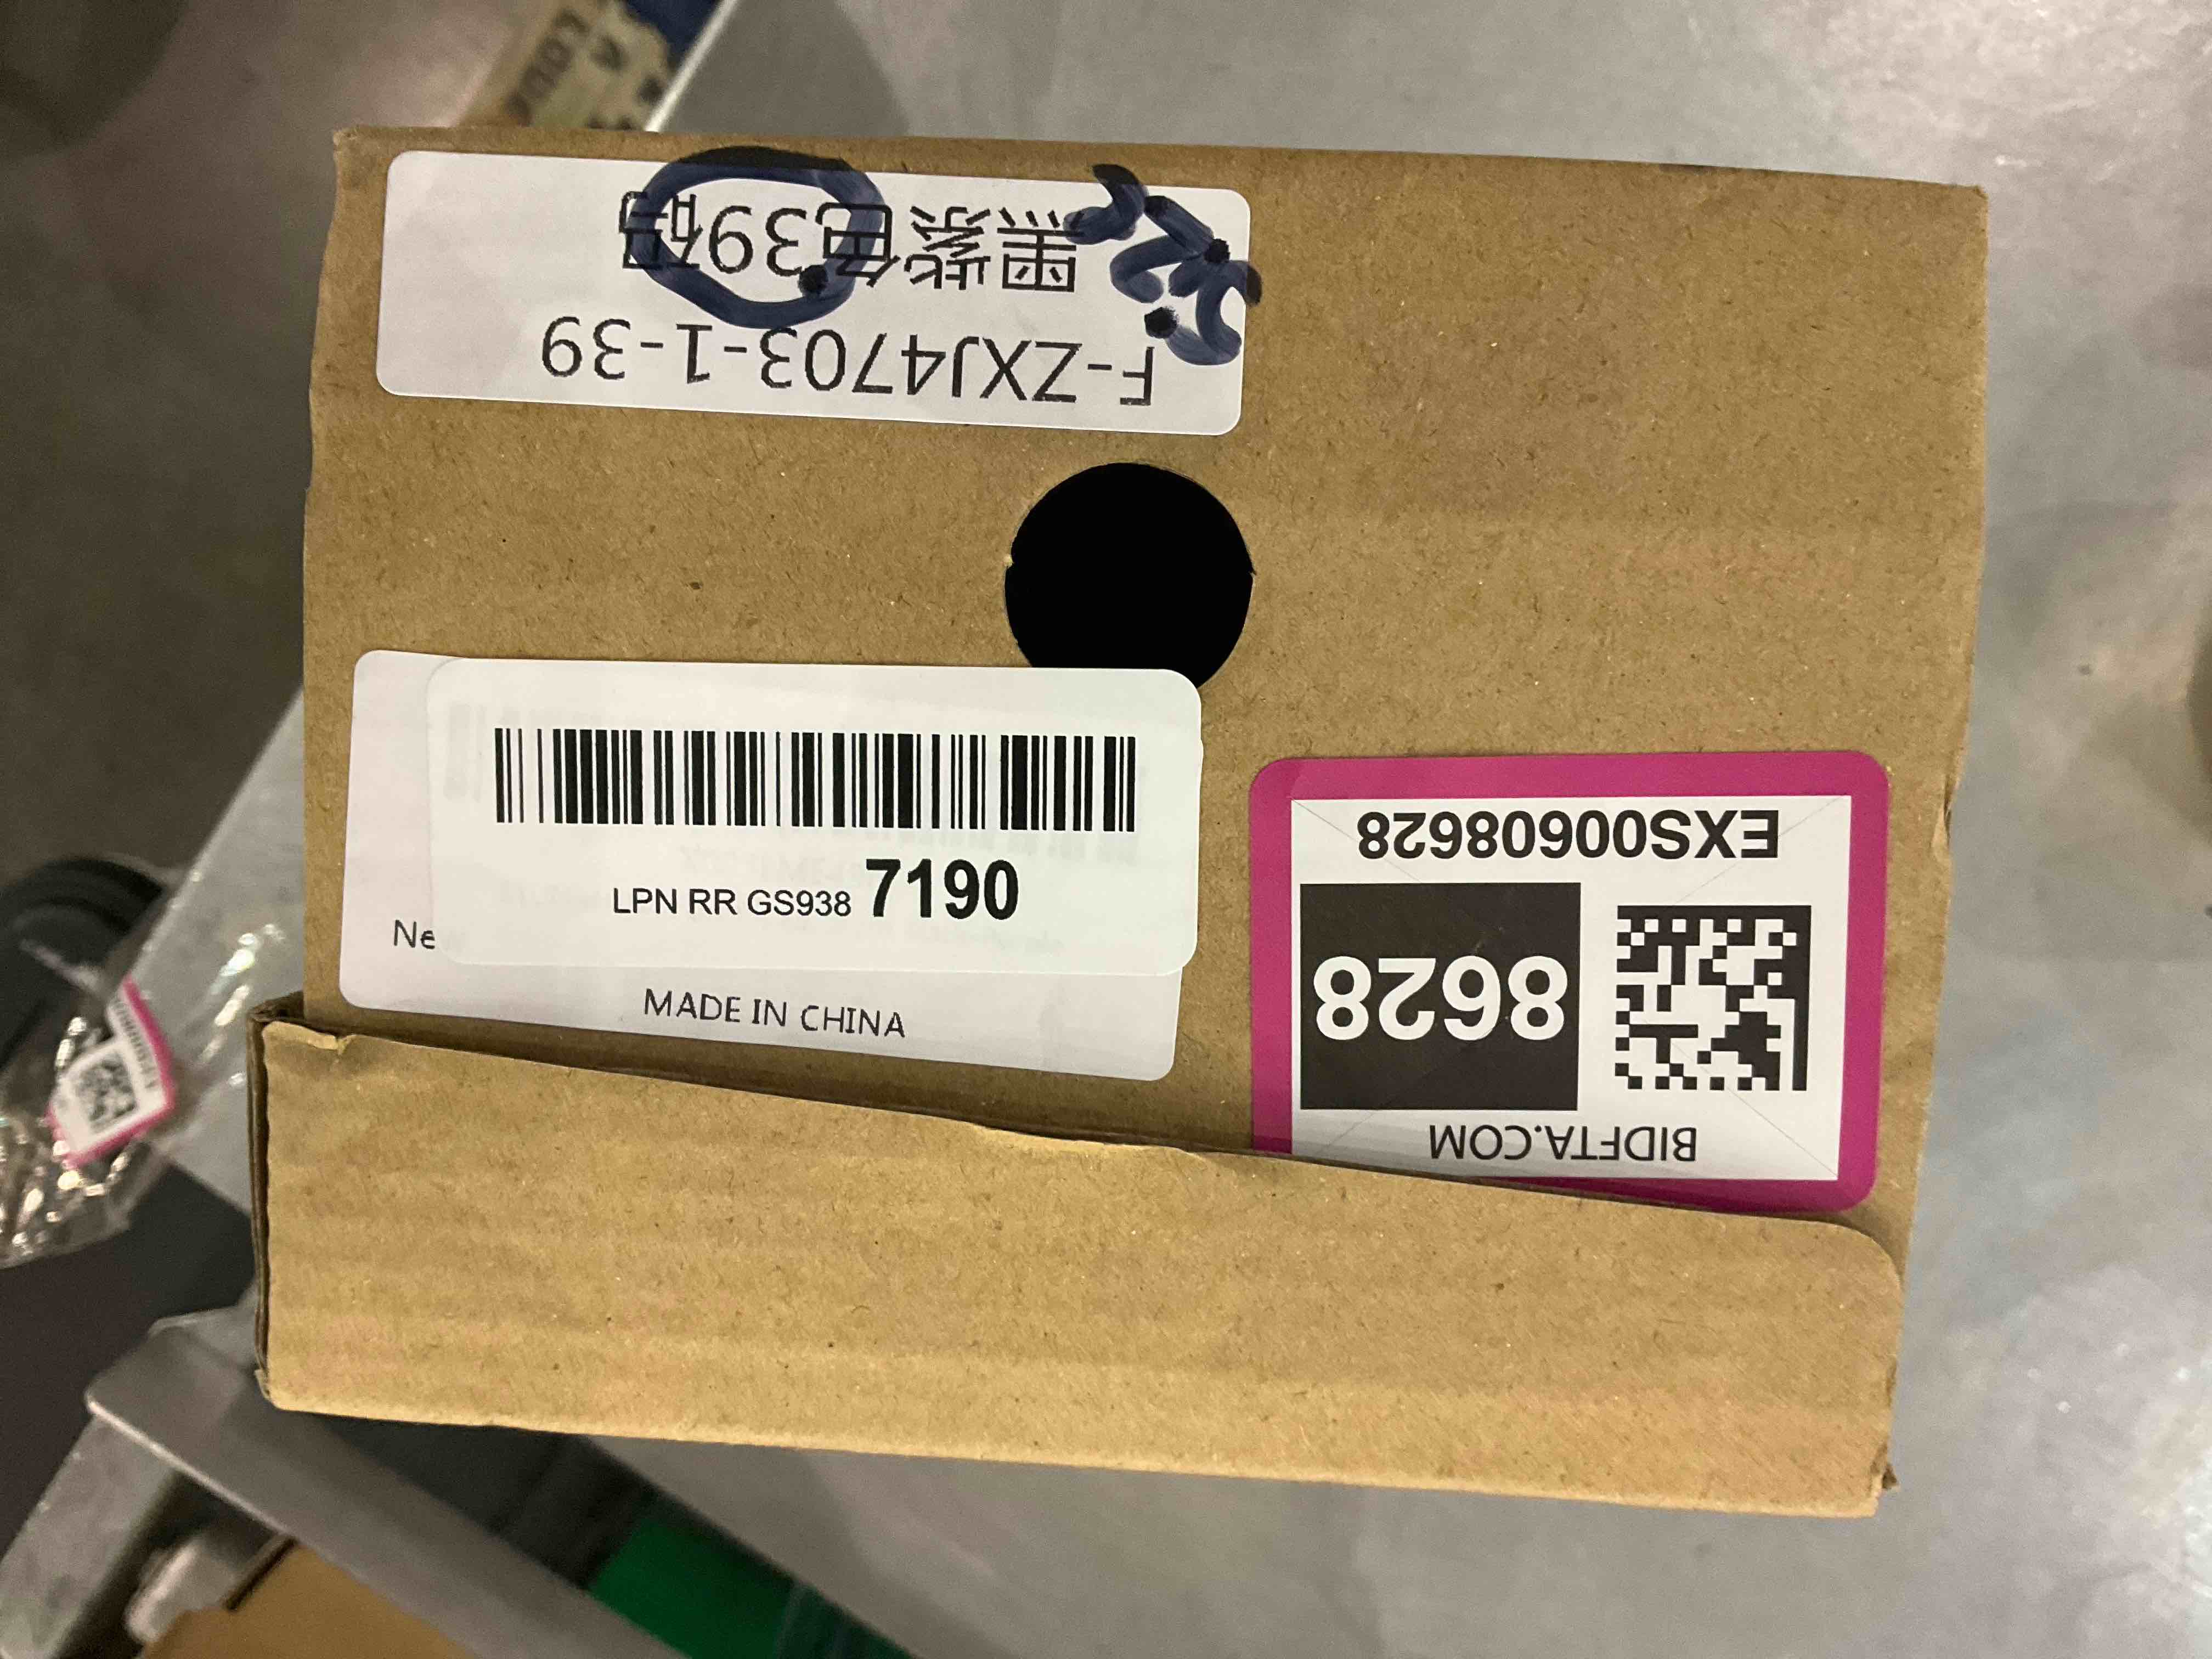 F-ZXJ4703-1-39
黑紫色39码
LPN RR GS938 7190
Ne
MADE IN CHINA
EXS00608628
8628
BIDFTA.COM